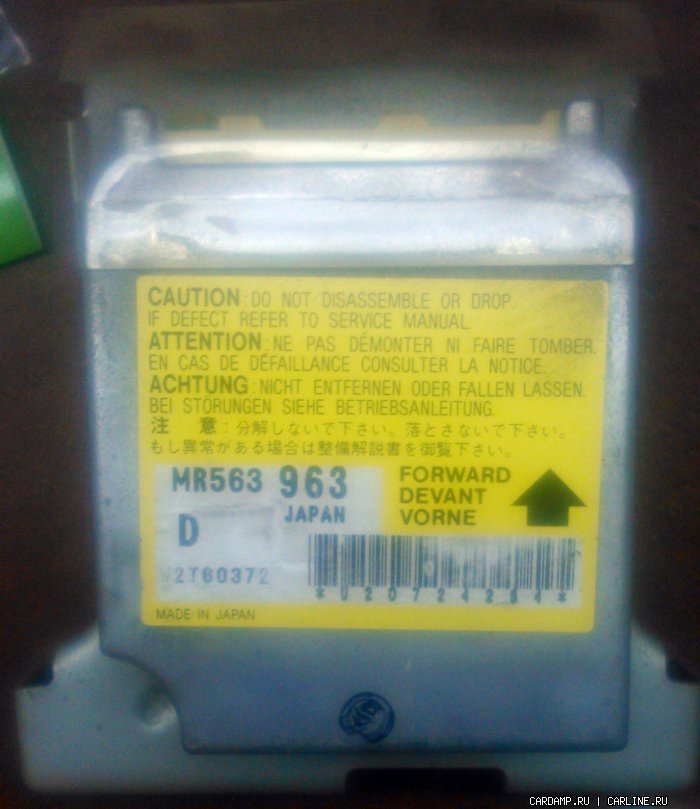 CAUTION : DO NOT DISASSEMBLE OR DROP.
IF DEFECT REFER TO SERVICE MANUAL.
ATTENTION : NE PAS DÉMONTER NI FAIRE TOMBER.
EN CAS DE DÉFAILLANCE CONSULTER LA NOTICE.
ACHTUNG : NICHT ENTFERNEN ODER FALLEN LASSEN.
BEI STÖRUNGEN SIEHE BETRIEBSANLEITUNG.
注 意 : 分解しないで下さい。落とさないで下さい。
もし異常がある場合は整備解説書を御覧下さい。
MR563 963
JAPAN
D
FORWARD
DEVANT
VORNE
W2T60372
*020724284*
MADE IN JAPAN
CARDAMP.RU | CARLINE.RU